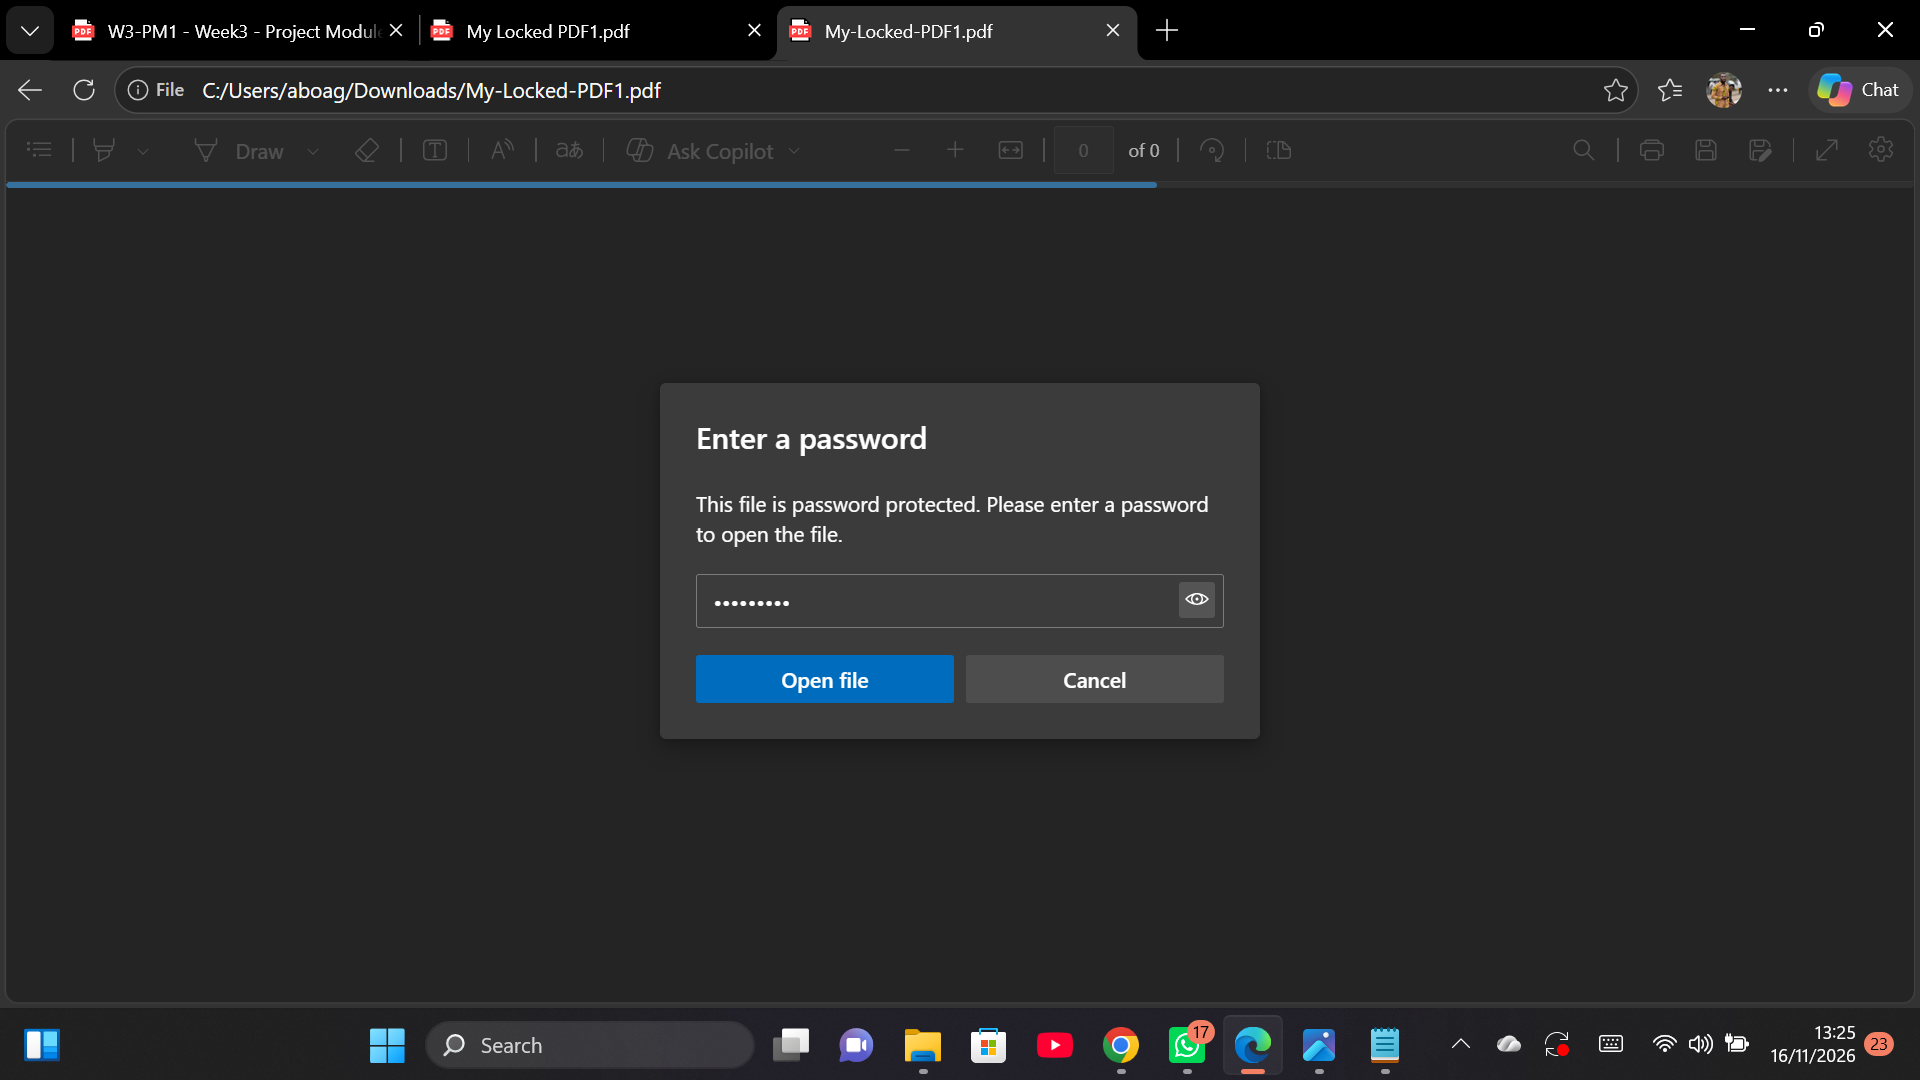 W3-PM1 - Week3 - Project Modul
My Locked PDF1.pdf
My-Locked-PDF1.pdf
File C:/Users/aboag/Downloads/My-Locked-PDF1.pdf
Chat
Draw
aあ
Ask Copilot
0
of 0
Enter a password
This file is password protected. Please enter a password
to open the file.
•••••••••
Open file
Cancel
Search
17
13:25
16/11/2026
23